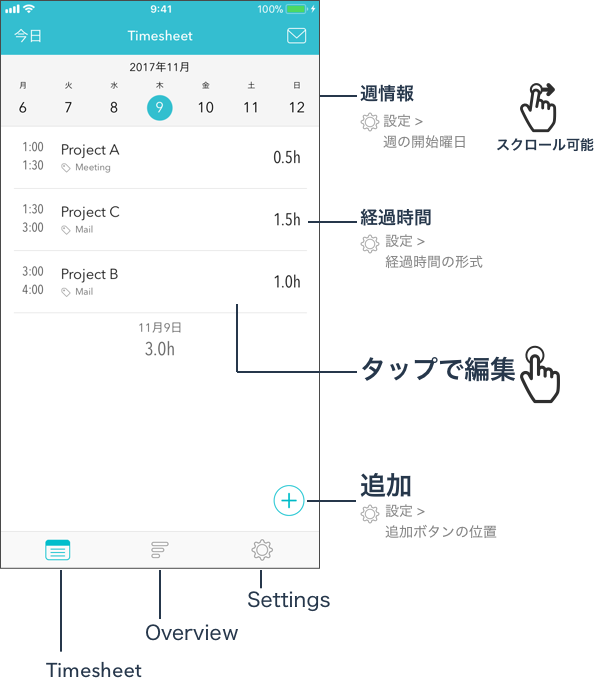 9:41
100%
今日
Timesheet
2017年11月
月 火 水 木 金 土 日
6 7 8 9 10 11 12
1:00
1:30
Project A
Meeting
0.5h
1:30
3:00
Project C
Mail
1.5h
3:00
4:00
Project B
Mail
1.0h
11月9日
3.0h
週情報
設定 >
週の開始曜日
スクロール可能
経過時間
設定 >
経過時間の形式
タップで編集
追加
設定 >
追加ボタンの位置
Settings
Overview
Timesheet